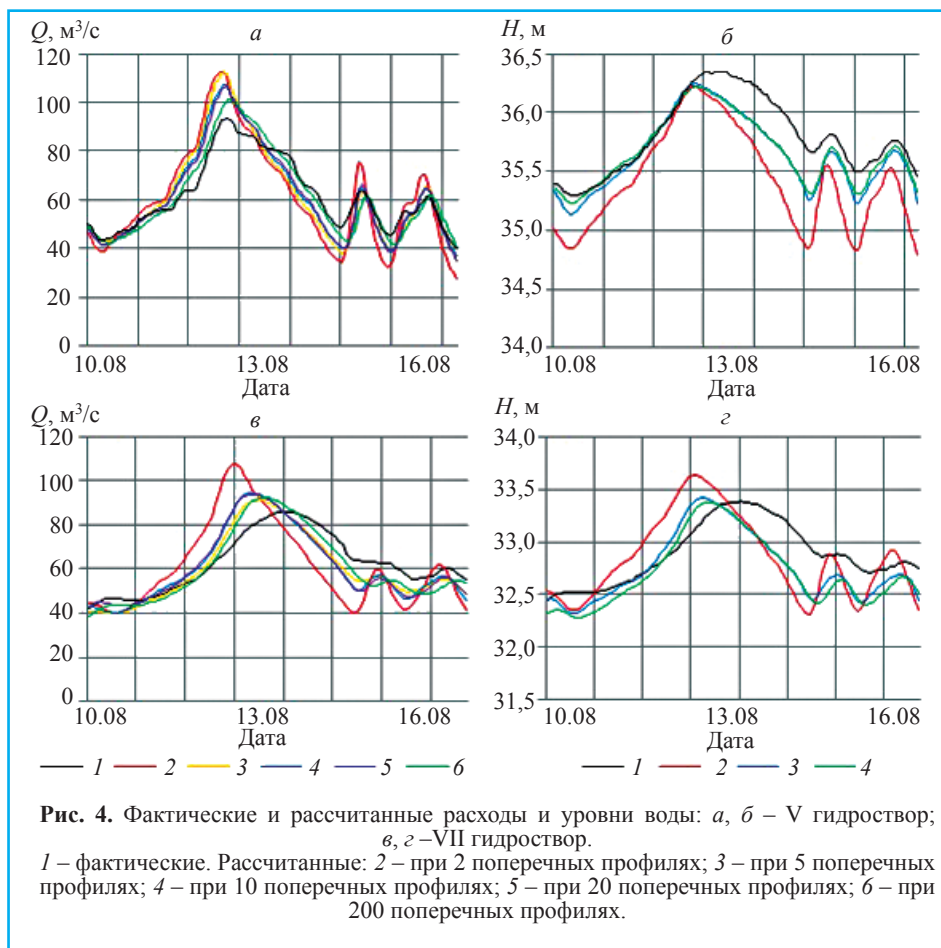 Q, м³/с
а
120
100
80
60
40
20
0
10.08 13.08 16.08
Дата
H, м
б
36,5
36,0
35,5
35,0
34,5
34,0
10.08 13.08 16.08
Дата
Q, м³/с
в
120
100
80
60
40
20
0
10.08 13.08 16.08
Дата
1 2 3 4 5 6
H, м
г
34,0
33,5
33,0
32,5
32,0
31,5
10.08 13.08 16.08
Дата
1 2 3 4
Рис. 4. Фактические и рассчитанные расходы и уровни воды: а, б – V гидроствор;
в, г –VII гидроствор.
1 – фактические. Рассчитанные: 2 – при 2 поперечных профилях; 3 – при 5 поперечных
профилях; 4 – при 10 поперечных профилях; 5 – при 20 поперечных профилях; 6 – при
200 поперечных профилях.